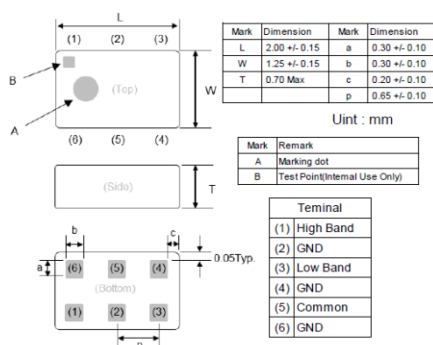 L
(1) (2) (3)
B
(Top)
W
A
(6) (5) (4)
(Side)
T
b
c
0.05Typ.
a
(6) (5) (4)
(Bottom)
(1) (2) (3)
p
Mark Dimension Mark Dimension
L 2.00 +/- 0.15 a 0.30 +/- 0.10
W 1.25 +/- 0.15 b 0.30 +/- 0.10
T 0.70 Max c 0.20 +/- 0.10
p 0.65 +/- 0.10
Uint : mm
Mark Remark
A Marking dot
B Test Point(Internal Use Only)
Teminal
(1) High Band
(2) GND
(3) Low Band
(4) GND
(5) Common
(6) GND